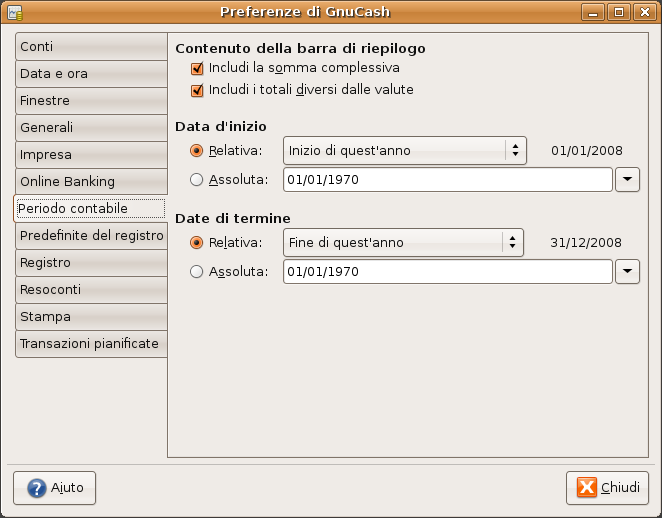 Preferenze di GnuCash
Conti
Data e ora
Finestre
Generali
Impresa
Online Banking
Periodo contabile
Predefinite del registro
Registro
Resoconti
Stampa
Transazioni pianificate
Contenuto della barra di riepilogo
Includi la somma complessiva
Includi i totali diversi dalle valute
Data d'inizio
Relativa: Inizio di quest'anno 01/01/2008
Assoluta: 01/01/1970
Date di termine
Relativa: Fine di quest'anno 31/12/2008
Assoluta: 01/01/1970
Aiuto Chiudi